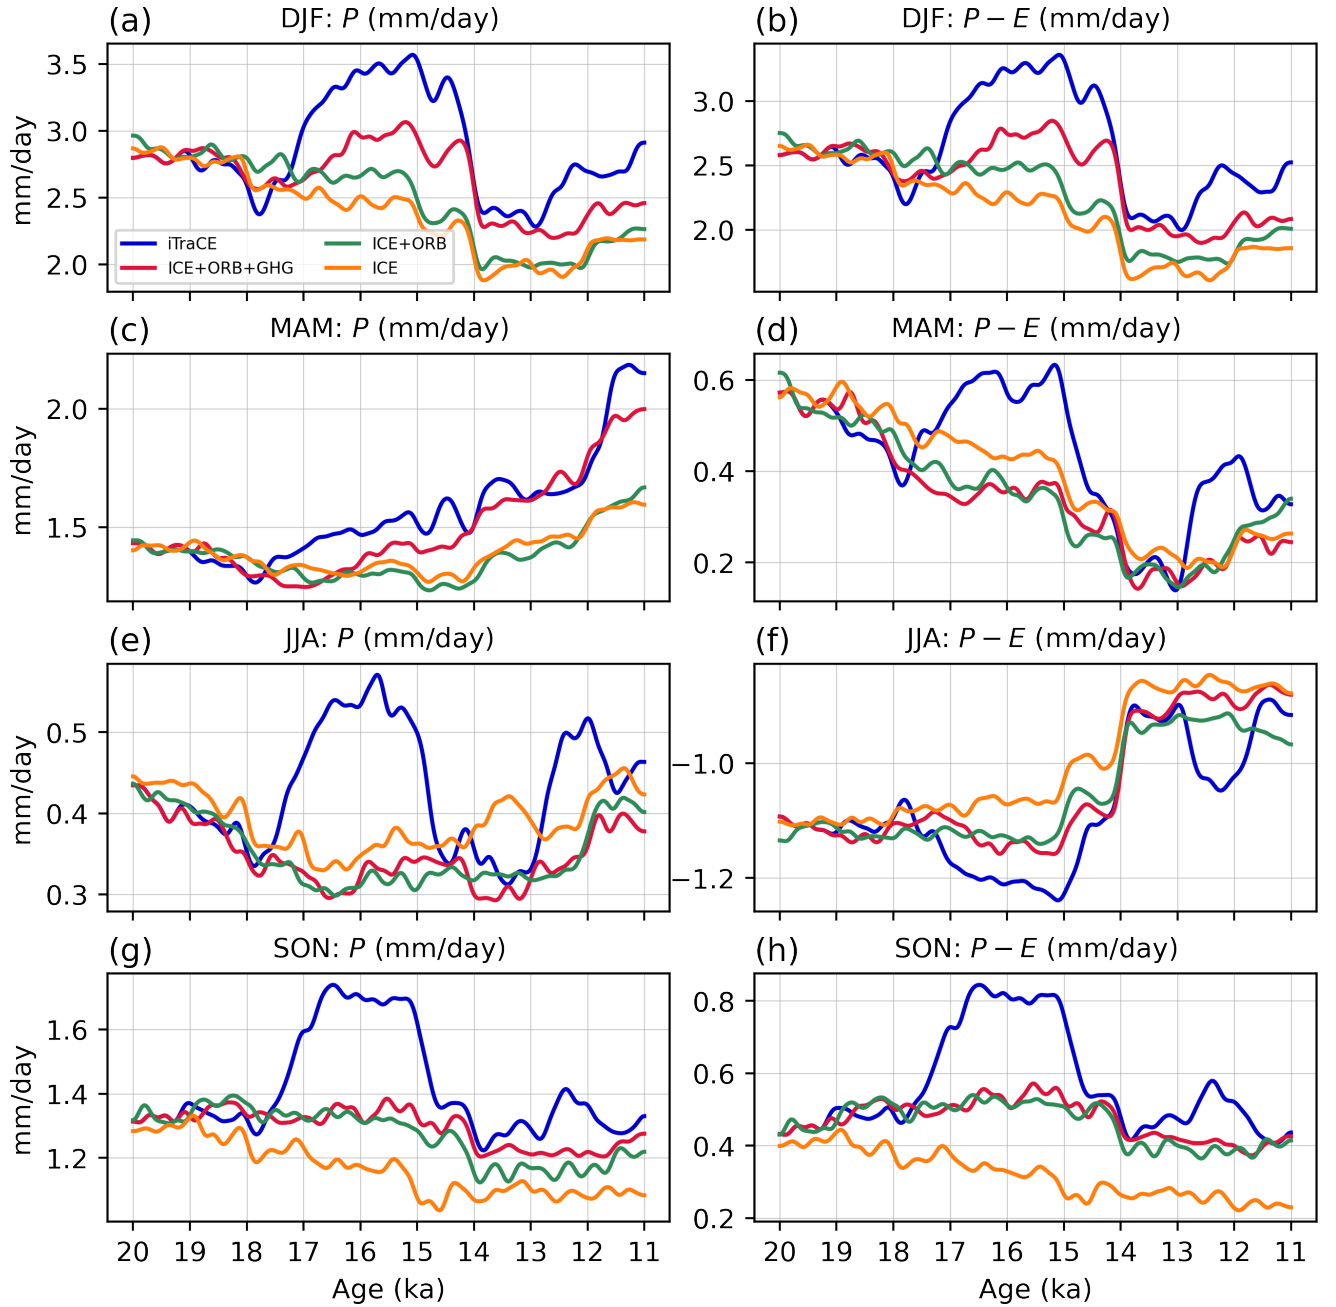 (a) DJF: P (mm/day)
mm/day
3.5
3.0
2.5
2.0
iTraCE
ICE+ORB+GHG
ICE+ORB
ICE
(b) DJF: P − E (mm/day)
3.0
2.5
2.0
(c) MAM: P (mm/day)
mm/day
2.0
1.5
(d) MAM: P − E (mm/day)
0.6
0.4
0.2
(e) JJA: P (mm/day)
mm/day
0.5
0.4
0.3
(f) JJA: P − E (mm/day)
−1.0
−1.2
(g) SON: P (mm/day)
mm/day
1.6
1.4
1.2
20 19 18 17 16 15 14 13 12 11
Age (ka)
(h) SON: P − E (mm/day)
0.8
0.6
0.4
0.2
20 19 18 17 16 15 14 13 12 11
Age (ka)